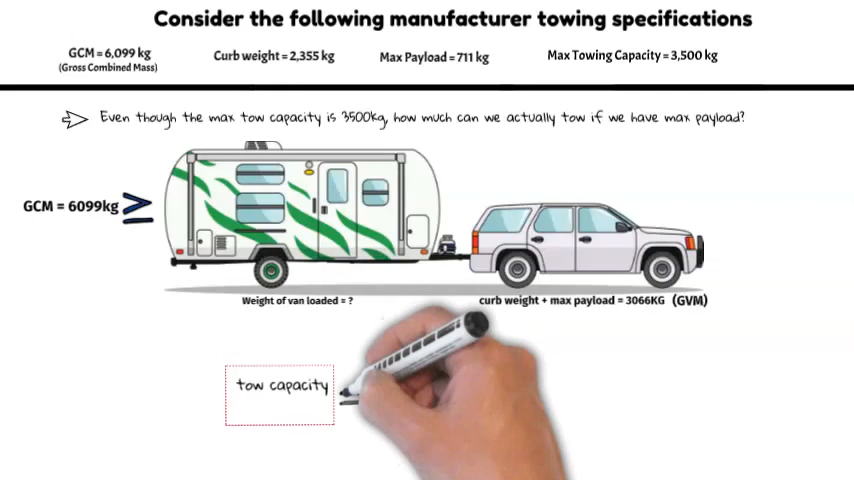 Consider the following manufacturer towing specifications
GCM = 6,099 kg
(Gross Combined Mass)
Curb weight = 2,355 kg
Max Payload = 711 kg
Max Towing Capacity = 3,500 kg
Even though the max tow capacity is 3500kg, how much can we actually tow if we have max payload?
GCM = 6099kg ≥
Weight of van loaded = ?
curb weight + max payload = 3066KG (GVM)
tow capacity